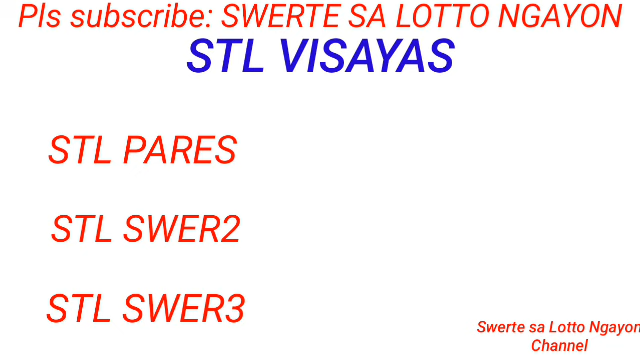 Pls subscribe: SWERTE SA LOTTO NGAYON
STL VISAYAS
STL PARES
STL SWER2
STL SWER3
Swerte sa Lotto Ngayon
Channel